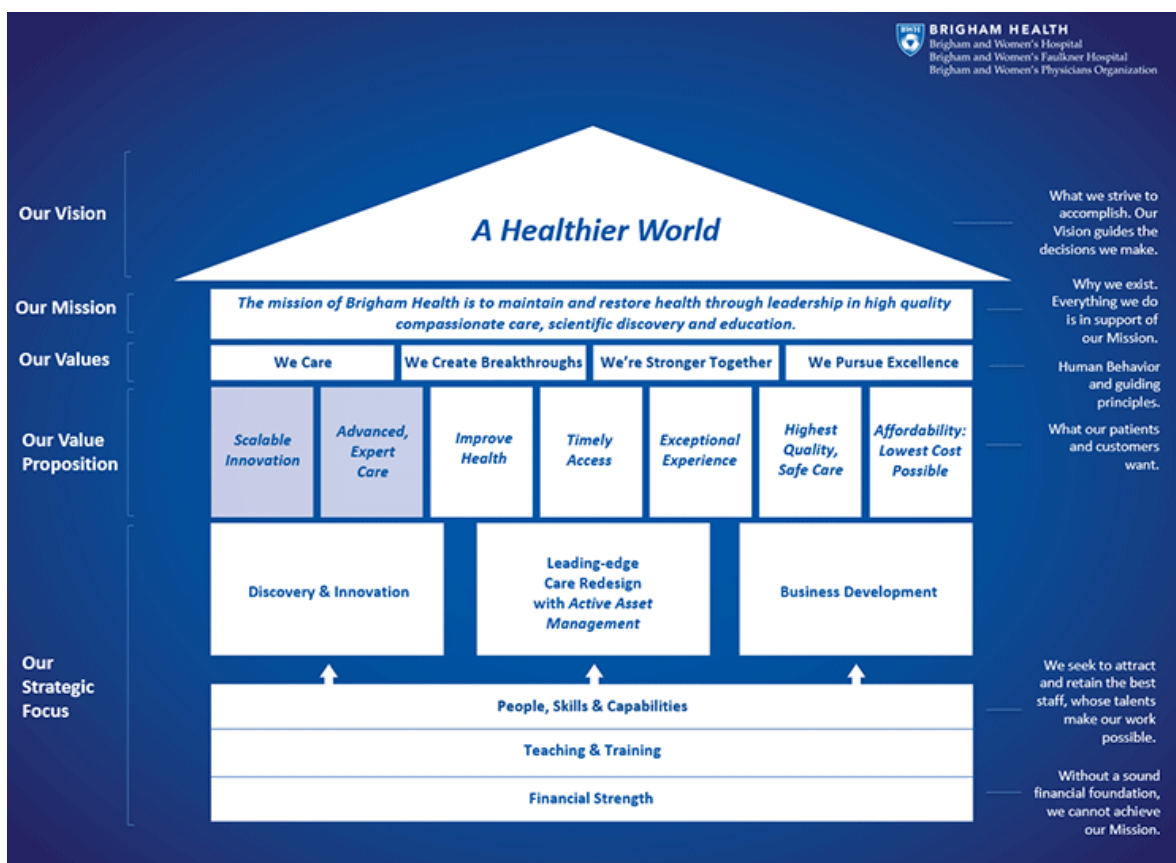 BWH
BRIGHAM HEALTH
Brigham and Women's Hospital
Brigham and Women's Faulkner Hospital
Brigham and Women's Physicians Organization
Our Vision
A Healthier World
What we strive to
accomplish. Our
Vision guides the
decisions we make.
Our Mission
The mission of Brigham Health is to maintain and restore health through leadership in high quality
compassionate care, scientific discovery and education.
Why we exist.
Everything we do
is in support of
our Mission.
Our Values
We Care
We Create Breakthroughs
We're Stronger Together
We Pursue Excellence
Human Behavior
and guiding
principles.
Our Value
Proposition
Scalable
Innovation
Advanced,
Expert
Care
Improve
Health
Timely
Access
Exceptional
Experience
Highest
Quality,
Safe Care
Affordability:
Lowest Cost
Possible
What our patients
and customers
want.
Our
Strategic
Focus
Discovery & Innovation
Leading-edge
Care Redesign
with Active Asset
Management
Business Development
People, Skills & Capabilities
Teaching & Training
Financial Strength
We seek to attract
and retain the best
staff, whose talents
make our work
possible.
Without a sound
financial foundation,
we cannot achieve
our Mission.